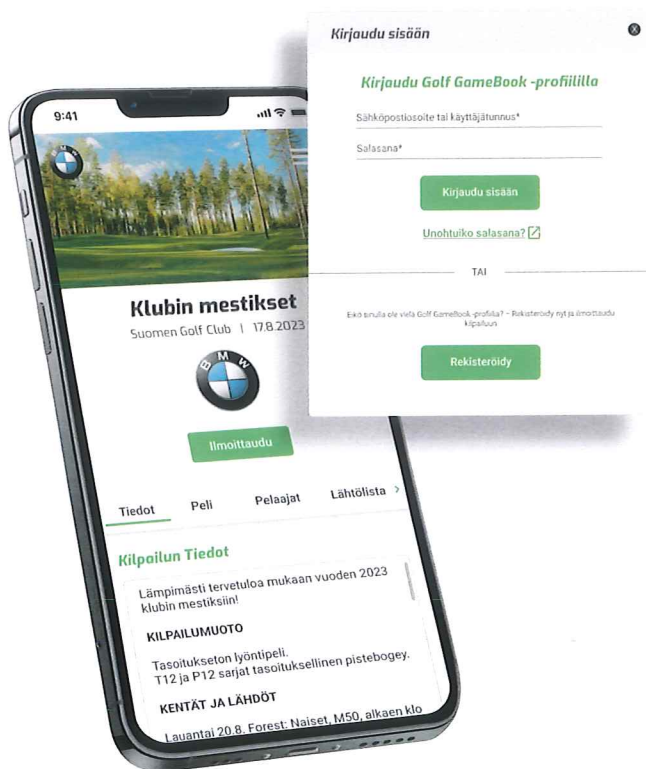 Kirjaudu sisään
X
Kirjaudu Golf GameBook -profiililla
Sähköpostiosoite tai käyttäjätunnus*
Salasana*
Kirjaudu sisään
Unohtuiko salasana?
TAI
Eikö sinulla ole vielä Golf GameBook -profiilia? – Rekisteröidy nyt ja ilmoittaudu
kilpailuun
Rekisteröidy
9:41
BMW
Klubin mestikset
Suomen Golf Club | 17.8.2023
BMW
Ilmoittaudu
Tiedot Peli Pelaajat Lähtölista >
Kilpailun Tiedot
Lämpimästi tervetuloa mukaan vuoden 2023
klubin mestiksiin!
KILPAILUMUOTO
Tasoitukseton lyöntipeli.
T12 ja P12 sarjat tasoituksellinen pistebogey.
KENTÄT JA LÄHDÖT
Lauantai 20.8. Forest: Naiset, M50, alkaen klo